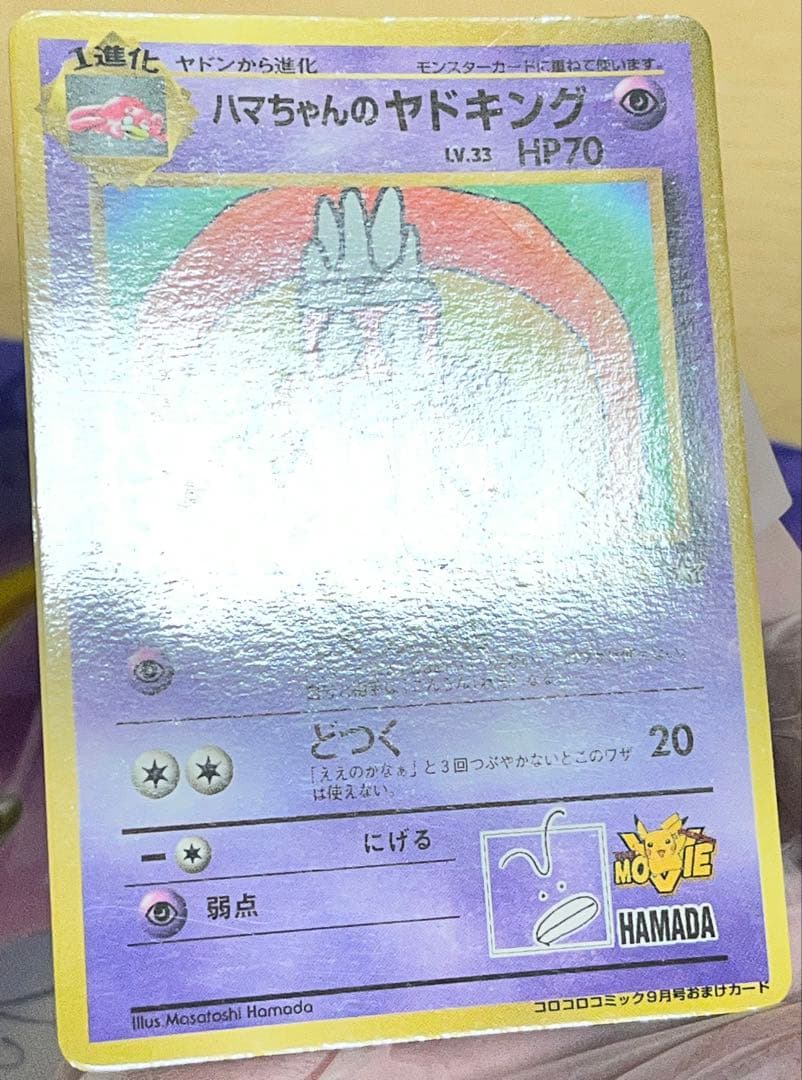 1進化 ヤドンから進化 モンスターカードに重ねて使います。
ハマちゃんのヤドキング
LV.33 HP70
どつく 20
「ええのかなぁ」と3回つぶやかないとこのワザ
は使えない。
にげる
弱点
MOVIE
HAMADA
Illus. Masatoshi Hamada
コロコロコミック9月号おまけカード